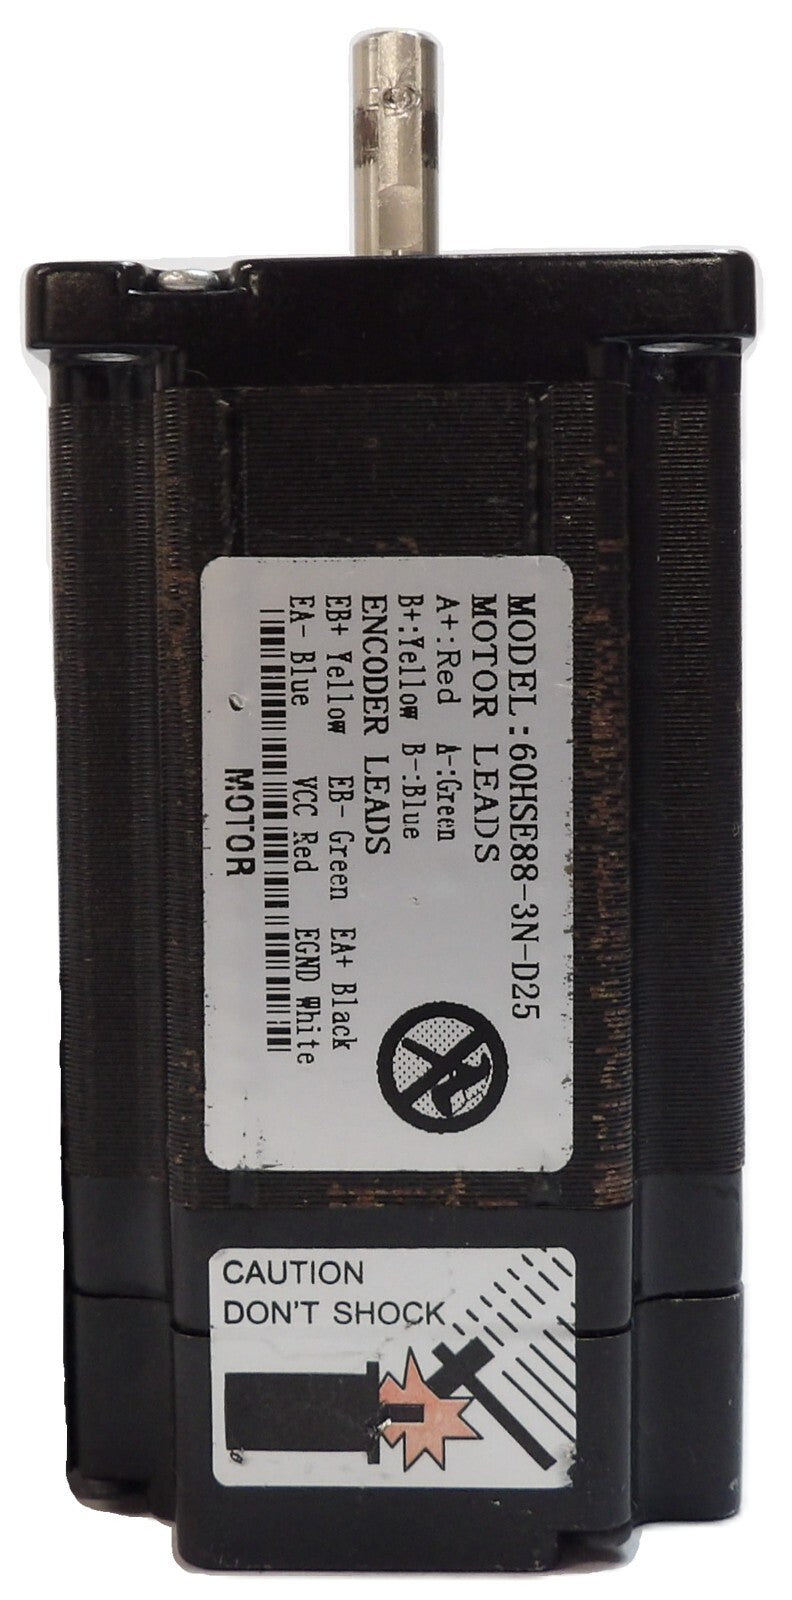 MODEL:60HSE88-3N-D25
MOTOR LEADS
A+:Red A-:Green
B+:Yellow B-:Blue
ENCODER LEADS
EB+ Yellow EB- Green EA+ Black
EA- Blue VCC Red EGND White
MOTOR
CAUTION
DON'T SHOCK